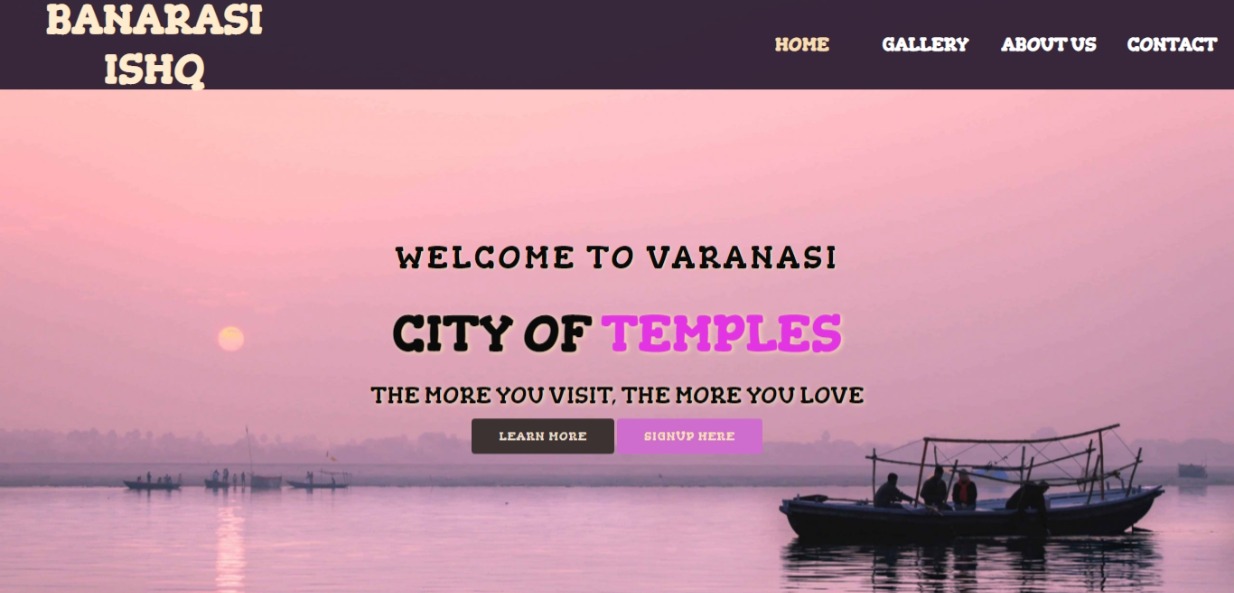 BANARASI
ISHQ
HOME GALLERY ABOUT US CONTACT
WELCOME TO VARANASI
CITY OF TEMPLES
THE MORE YOU VISIT, THE MORE YOU LOVE
LEARN MORE SIGNUP HERE